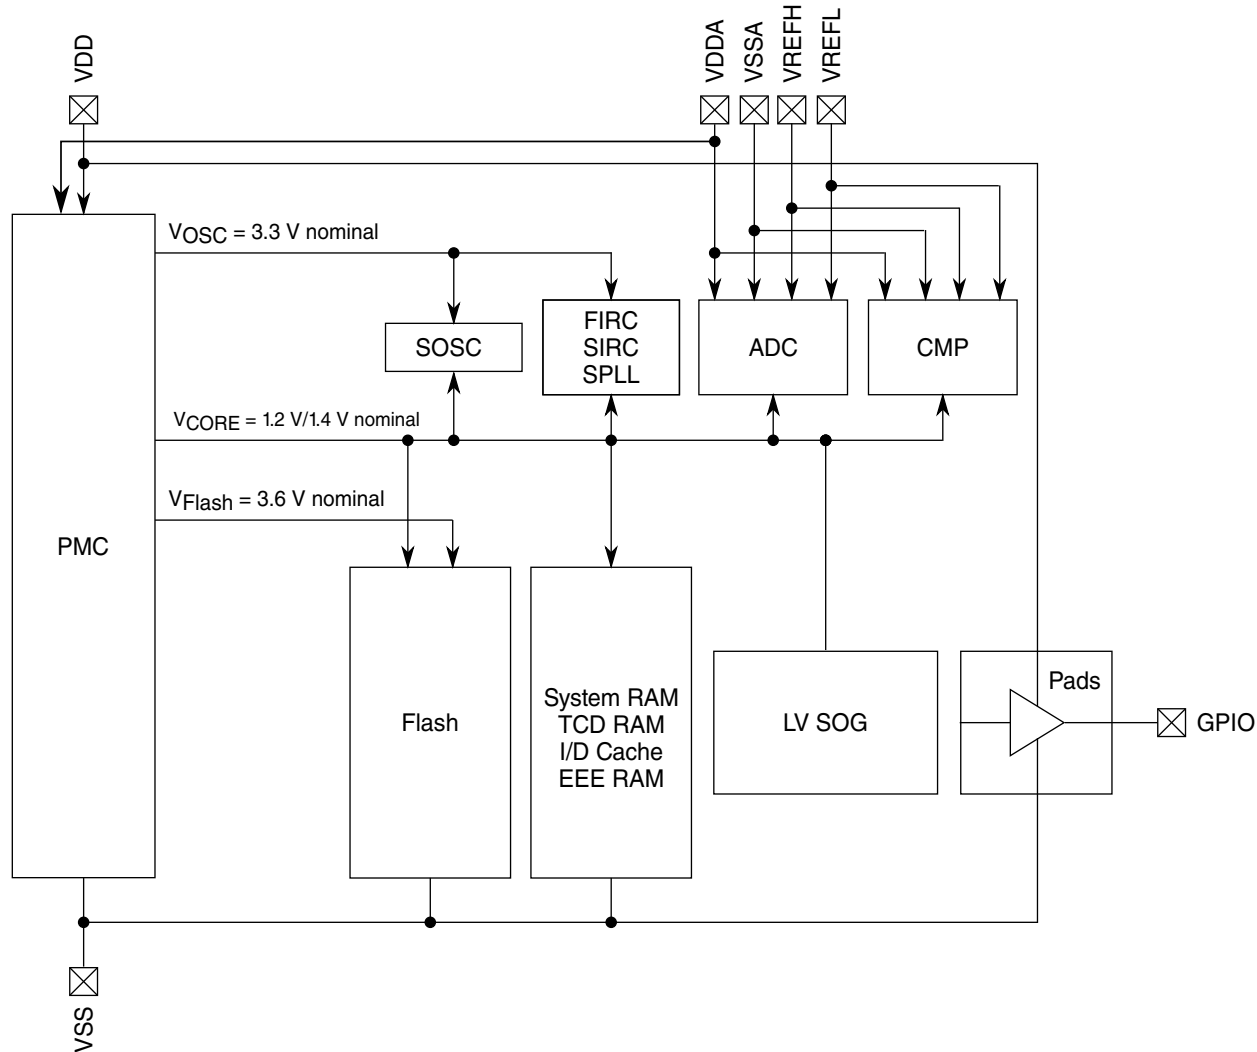 VDD
VDDA
VSSA
VREFH
VREFL
VOSC = 3.3 V nominal
FIRC
SIRC
SPLL
SOSC
ADC
CMP
VCORE = 1.2 V/1.4 V nominal
VFlash = 3.6 V nominal
PMC
Pads
System RAM
TCD RAM
I/D Cache
EEE RAM
Flash
LV SOG
GPIO
VSS